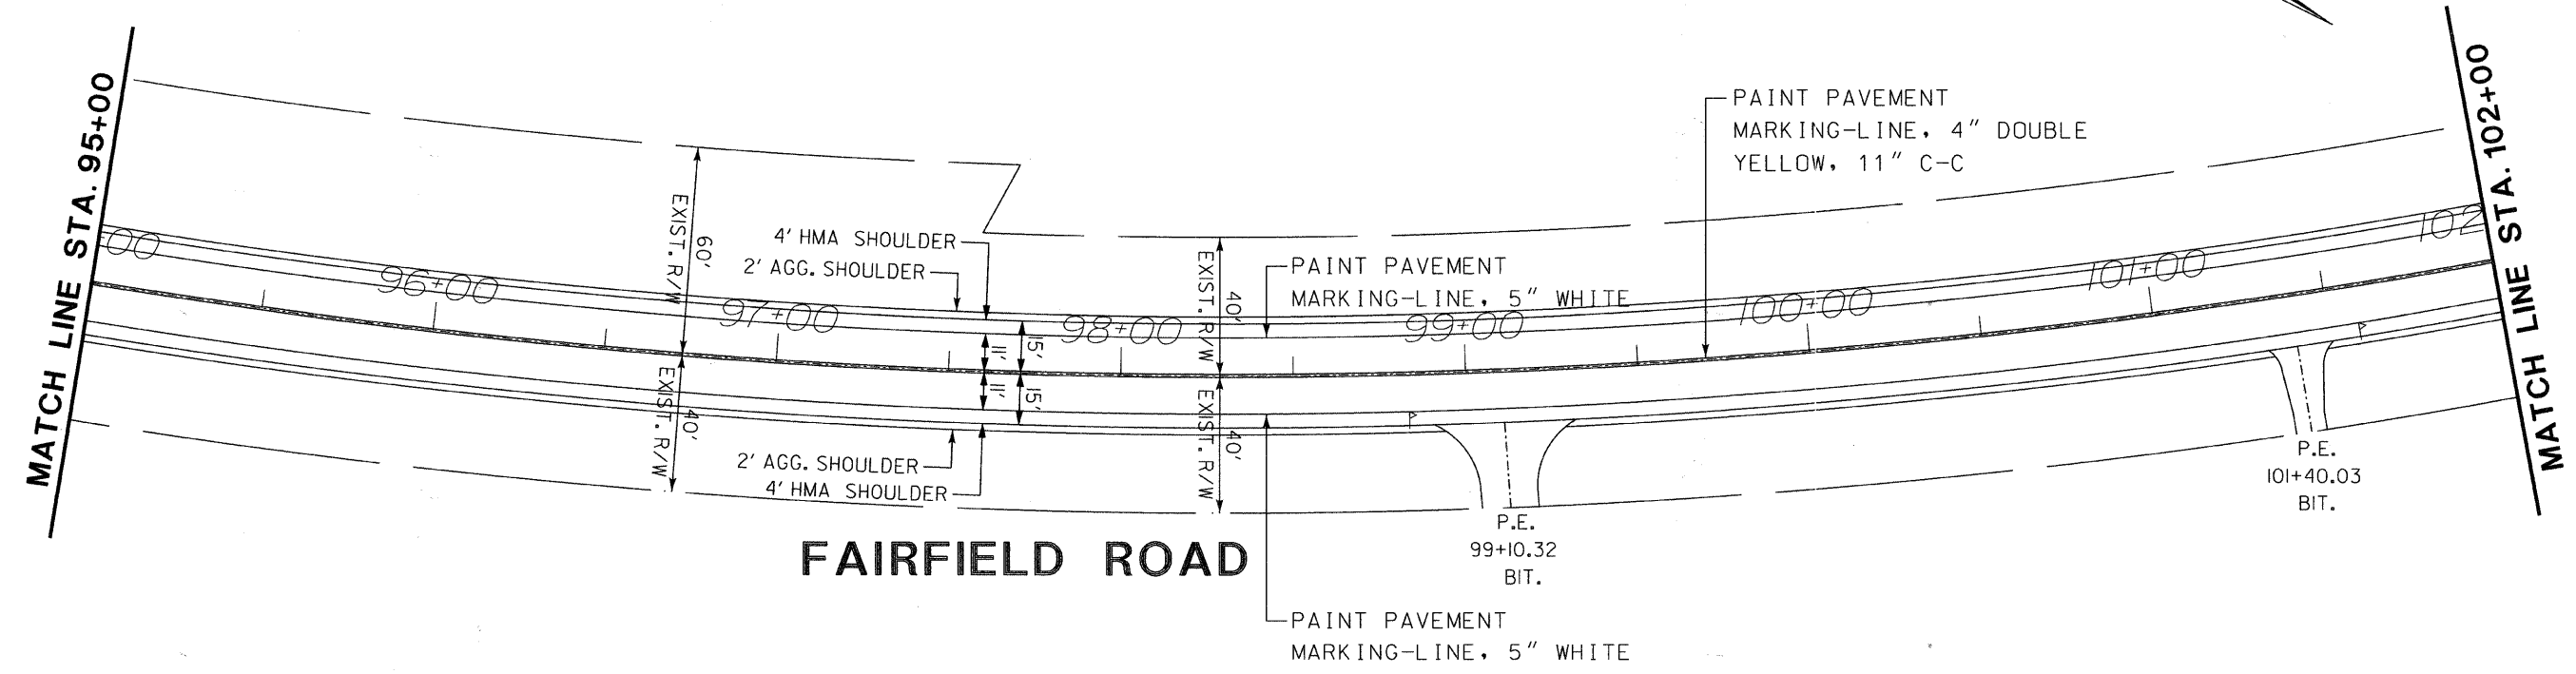 MATCH LINE STA. 95+00
MATCH LINE STA. 102+00
PAINT PAVEMENT
MARKING-LINE, 4" DOUBLE
YELLOW, 11" C-C
EXIST. R/W
60'
4' HMA SHOULDER
2' AGG. SHOULDER
EXIST. R/W
40'
PAINT PAVEMENT
MARKING-LINE, 5" WHITE
+00
96+00
97+00
98+00
99+00
100+00
101+00
102
11'
15'
11'
15'
EXIST. R/W
40'
EXIST. R/W
40'
2' AGG. SHOULDER
4' HMA SHOULDER
P.E.
99+10.32
BIT.
P.E.
101+40.03
BIT.
FAIRFIELD ROAD
PAINT PAVEMENT
MARKING-LINE, 5" WHITE